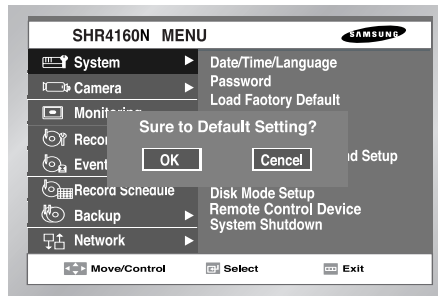 SHR4160N MENU
SAMSUNG
System
Date/Time/Language
Password
Camera
Load Faotory Default
Sure to Default Setting?
OK
Cencel
Setup
Record Schedule
Disk Mode Setup
Remote Control Device
Backup
System Shutdown
Network
Move/Control
Select
Exit